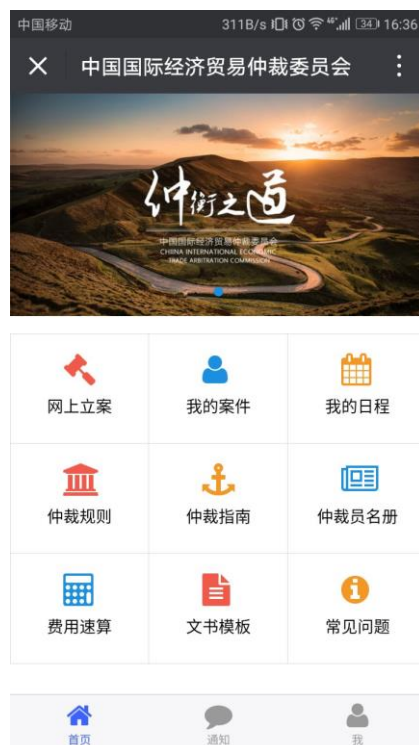 中国移动 311B/s 46 34 16:36
中国国际经济贸易仲裁委员会
仲衡之道
中国国际经济贸易仲裁委员会
CHINA INTERNATIONAL ECONOMIC
TRADE ARBITRATION COMMISSION
网上立案 我的案件 我的日程
仲裁规则 仲裁指南 仲裁员名册
费用速算 文书模板 常见问题
首页 通知 我